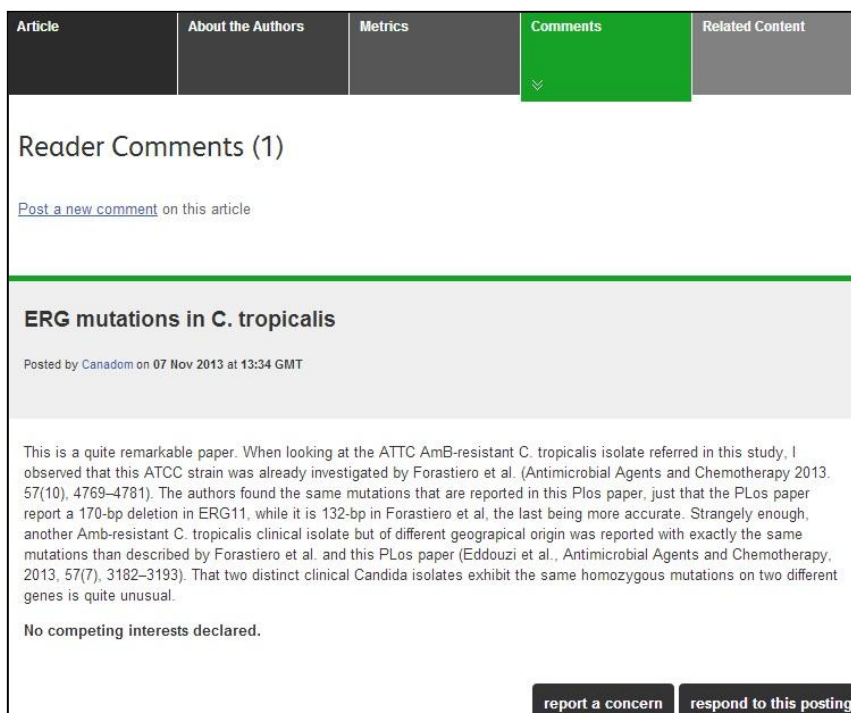 Article About the Authors Metrics Comments Related Content
Reader Comments (1)
Post a new comment on this article
ERG mutations in C. tropicalis
Posted by Canadom on 07 Nov 2013 at 13:34 GMT
This is a quite remarkable paper. When looking at the ATTC AmB-resistant C. tropicalis isolate referred in this study, I
observed that this ATCC strain was already investigated by Forastiero et al. (Antimicrobial Agents and Chemotherapy 2013.
57(10), 4769–4781). The authors found the same mutations that are reported in this Plos paper, just that the PLos paper
report a 170-bp deletion in ERG11, while it is 132-bp in Forastiero et al, the last being more accurate. Strangely enough,
another Amb-resistant C. tropicalis clinical isolate but of different geograpical origin was reported with exactly the same
mutations than described by Forastiero et al. and this PLos paper (Eddouzi et al., Antimicrobial Agents and Chemotherapy,
2013, 57(7), 3182–3193). That two distinct clinical Candida isolates exhibit the same homozygous mutations on two different
genes is quite unusual.
No competing interests declared.
report a concern respond to this posting